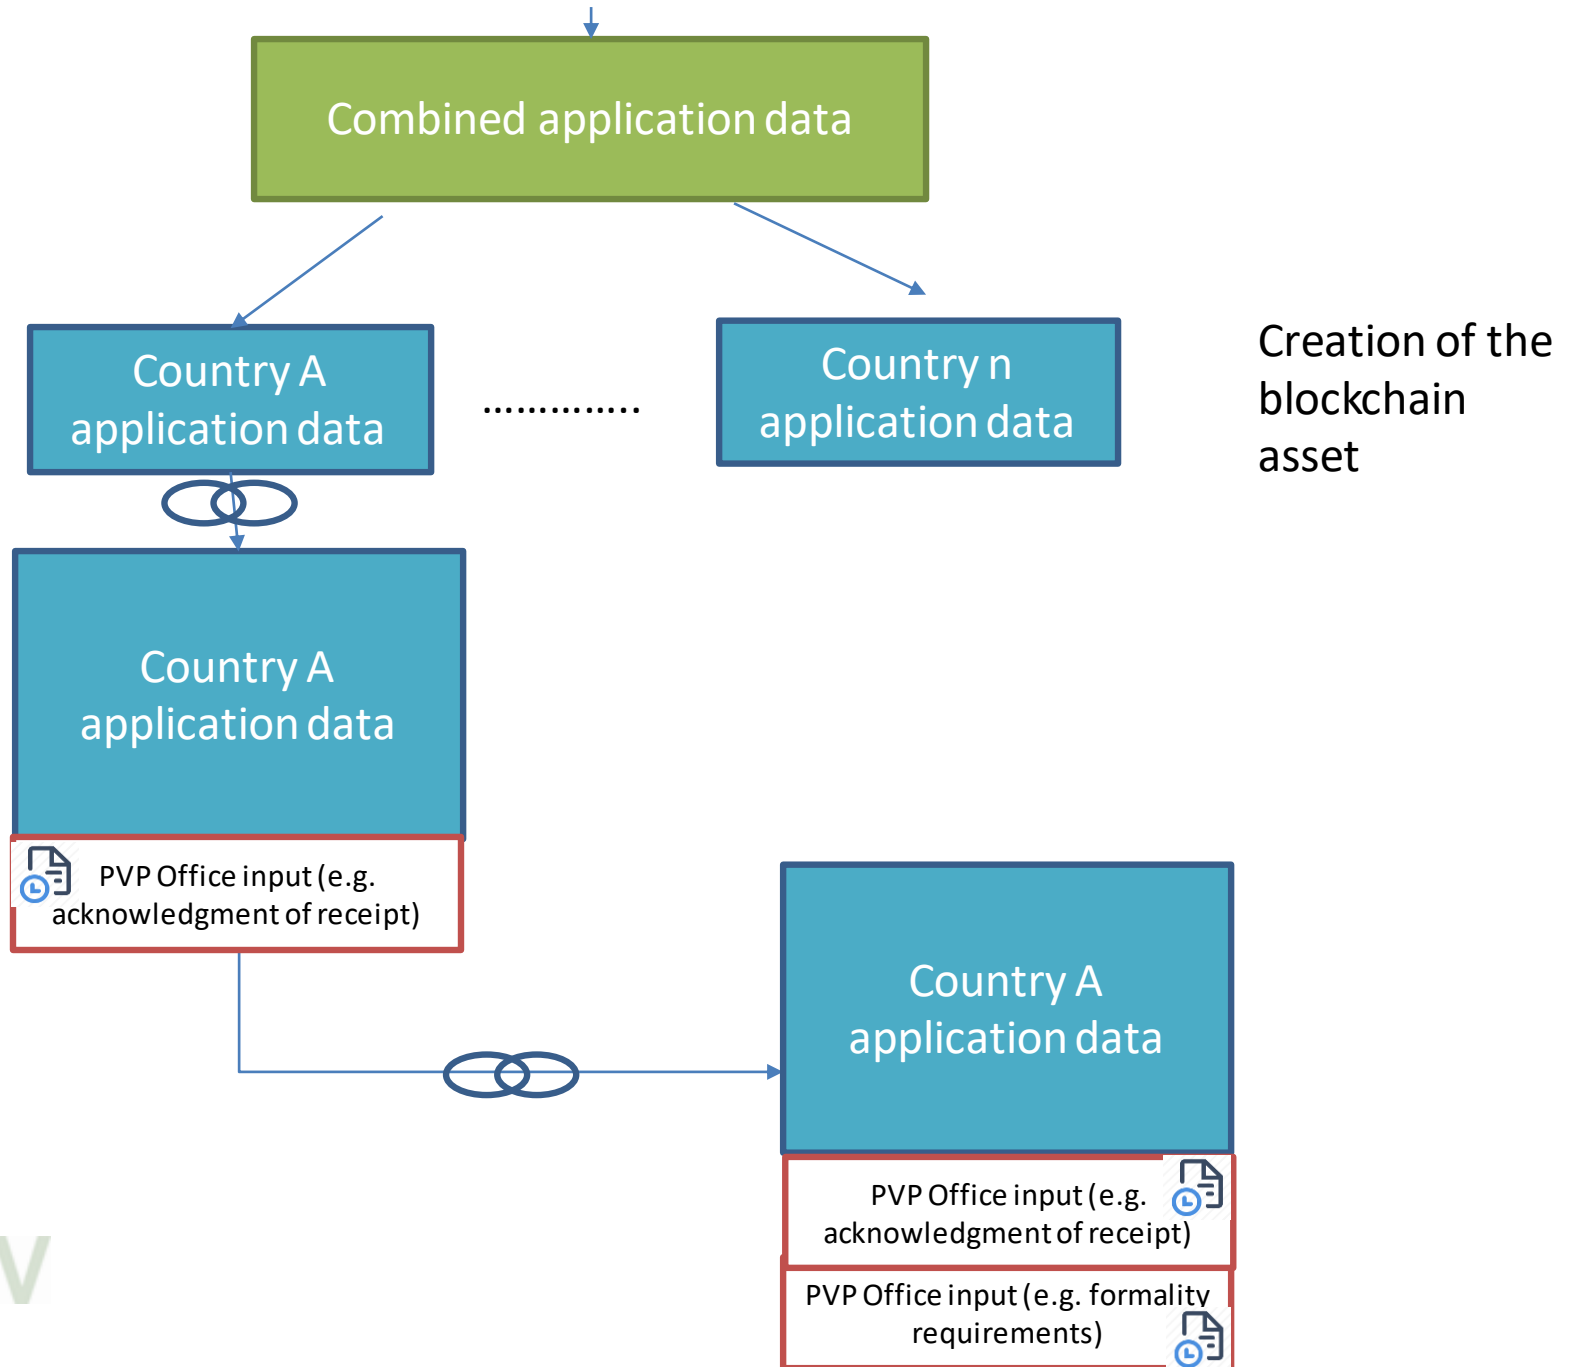 Combined application data
Country A
application data
…………..
Country n
application data
Creation of the
blockchain
asset
Country A
application data
PVP Office input (e.g.
acknowledgment of receipt)
Country A
application data
PVP Office input (e.g.
acknowledgment of receipt)
PVP Office input (e.g. formality
requirements)
V